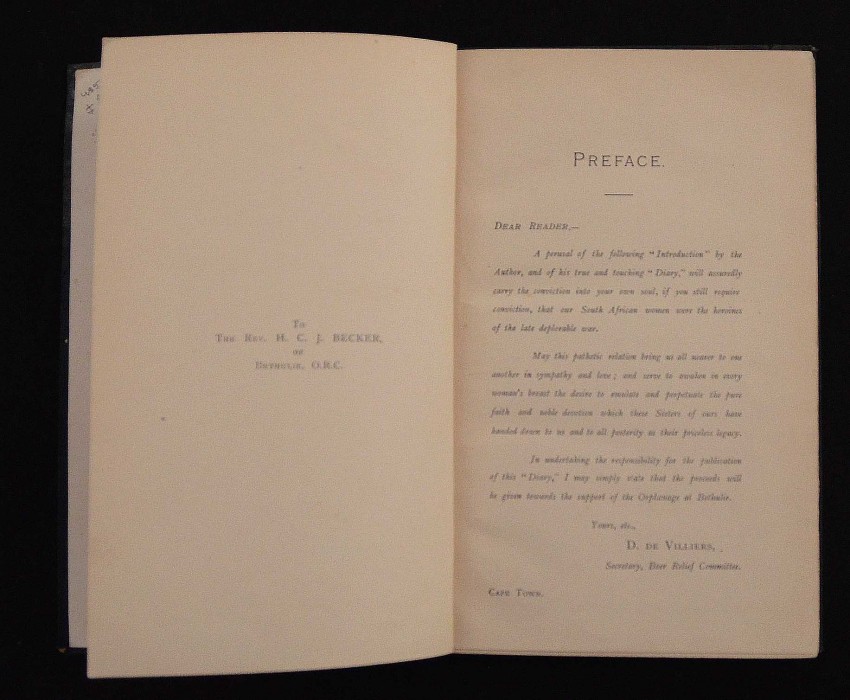 To
The Rev. H. C. J. BECKER,
of
Bethulie, O.R.C.
PREFACE.
DEAR READER,—
A perusal of the following "Introduction" by the
Author, and of his true and touching "Diary," will assuredly
carry the conviction into your own soul, if you still require
conviction, that our South African women were the heroines
of the late deplorable war.
May this pathetic relation bring us all nearer to one
another in sympathy and love; and serve to awaken in every
woman's breast the desire to emulate and perpetuate the pure
faith and noble devotion which these Sisters of ours have
handed down to us and to all posterity as their priceless legacy.
In undertaking the responsibility for the publication
of this "Diary," I may simply state that the proceeds will
be given towards the support of the Orphanage at Bethulie.
Yours, etc.,
D. DE VILLIERS,
Secretary, Boer Relief Committee.
CAPE TOWN.